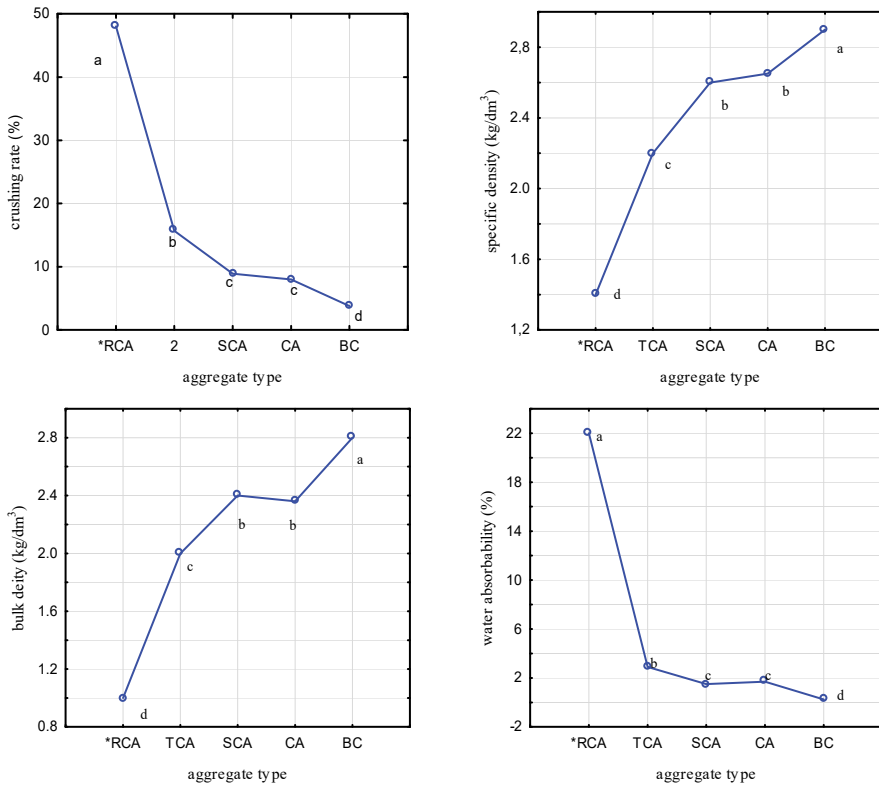 50
40
30
20
10
0
crushing rate (%)
a
b
c
c
d
*RCA 2 SCA CA BC
aggregate type
2,8
2.4
2.0
1.6
1,2
specific density (kg/dm³)
a
b
b
c
d
*RCA TCA SCA CA BC
aggregate type
2.8
2.4
2.0
1.6
1.2
0.8
bulk deity (kg/dm³)
a
b b
c
d
*RCA TCA SCA CA BC
aggregate type
22
18
14
10
6
2
-2
water absorbability (%)
a
b
c c
d
*RCA TCA SCA CA BC
aggregate type